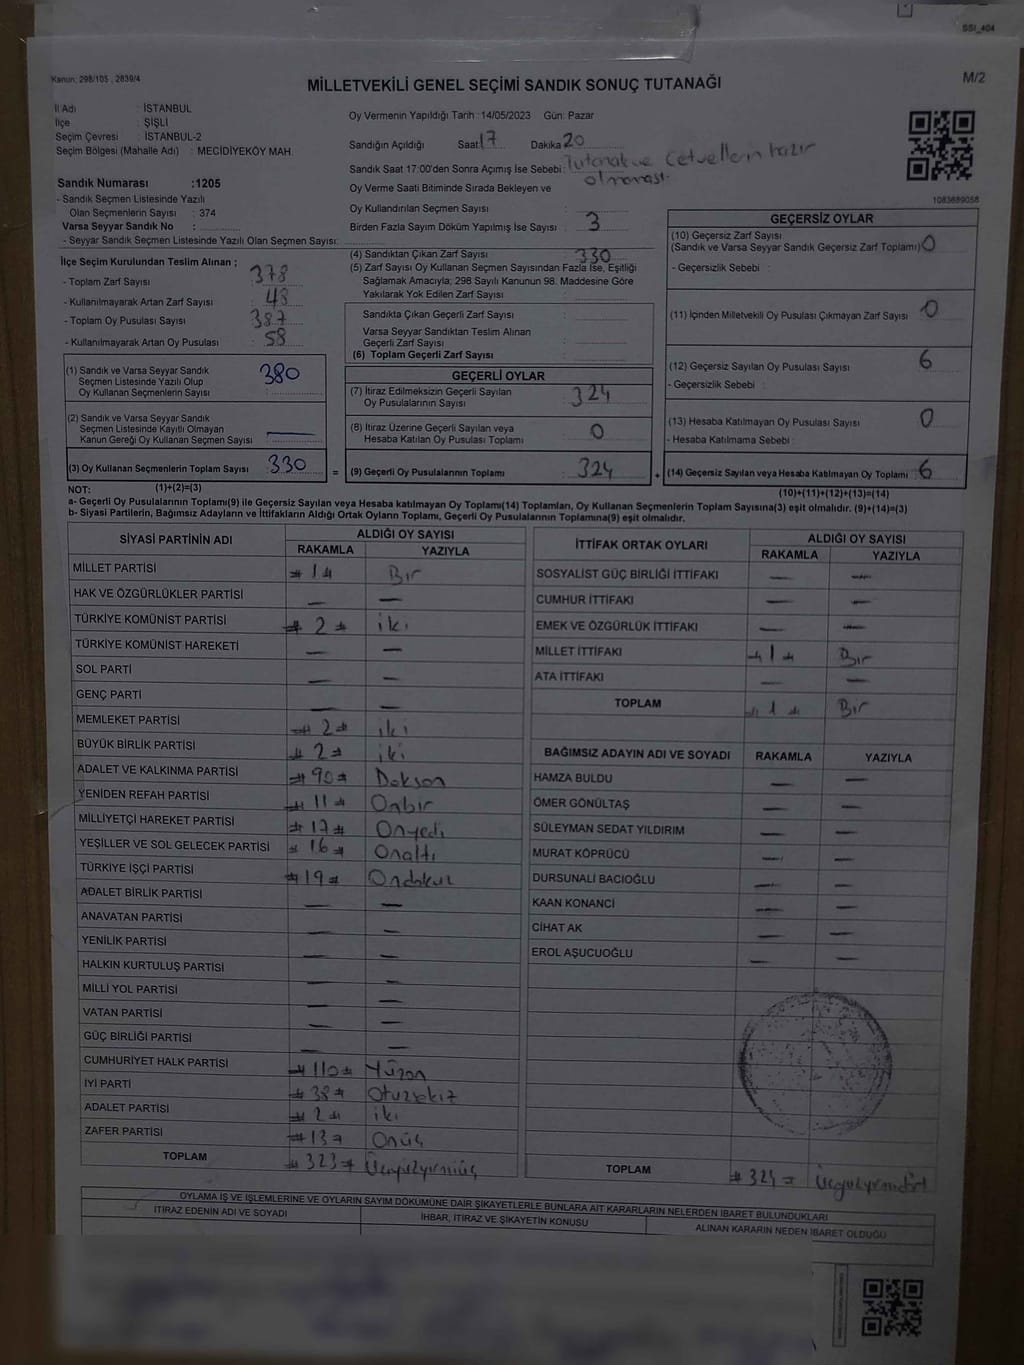 SSI_404
Kanun: 298/105 , 2839/4
M/2
MİLLETVEKİLİ GENEL SEÇİMİ SANDIK SONUÇ TUTANAĞI
İl Adı : İSTANBUL
İlçe : ŞİŞLİ
Seçim Çevresi : İSTANBUL-2
Seçim Bölgesi (Mahalle Adı) : MECİDİYEKÖY MAH.
Sandık Numarası :1205
- Sandık Seçmen Listesinde Yazılı
Olan Seçmenlerin Sayısı : 374
Varsa Seyyar Sandık No :
- Seyyar Sandık Seçmen Listesinde Yazılı Olan Seçmen Sayısı:
Oy Vermenin Yapıldığı Tarih : 14/05/2023 Gün: Pazar
Sandığın Açıldığı Saat: 17 Dakika 20
Sandık Saat 17:00'den Sonra Açımış İse Sebebi: Tutanak ve Cetvellerin hazır
olmaması.
Oy Verme Saati Bitiminde Sırada Bekleyen ve
Oy Kullandırılan Seçmen Sayısı :
Birden Fazla Sayım Döküm Yapılmış İse Sayısı : 3
1083689058
İlçe Seçim Kurulundan Teslim Alınan ;
- Toplam Zarf Sayısı : 378
- Kullanılmayarak Artan Zarf Sayısı : 48
- Toplam Oy Pusulası Sayısı : 387
- Kullanılmayarak Artan Oy Pusulası : 58
(1) Sandık ve Varsa Seyyar Sandık
Seçmen Listesinde Yazılı Olup
Oy Kullanan Seçmenlerin Sayısı : 380
(2) Sandık ve Varsa Seyyar Sandık
Seçmen Listesinde Kayıtlı Olmayan
Kanun Gereği Oy Kullanan Seçmen Sayısı : —
(3) Oy Kullanan Seçmenlerin Toplam Sayısı : 330
(1)+(2)=(3)
(4) Sandıktan Çıkan Zarf Sayısı : 330
(5) Zarf Sayısı Oy Kullanan Seçmen Sayısından Fazla İse, Eşitliği
Sağlamak Amacıyla; 298 Sayılı Kanunun 98. Maddesine Göre
Yakılarak Yok Edilen Zarf Sayısı :
Sandıkta Çıkan Geçerli Zarf Sayısı :
Varsa Seyyar Sandıktan Teslim Alınan
Geçerli Zarf Sayısı :
(6) Toplam Geçerli Zarf Sayısı :
GEÇERLİ OYLAR
(7) İtiraz Edilmeksizin Geçerli Sayılan
Oy Pusulalarının Sayısı : 324
(8) İtiraz Üzerine Geçerli Sayılan veya
Hesaba Katılan Oy Pusulası Toplamı : 0
= (9) Geçerli Oy Pusulalarının Toplamı : 324
GEÇERSİZ OYLAR
(10) Geçersiz Zarf Sayısı
(Sandık ve Varsa Seyyar Sandık Geçersiz Zarf Toplamı) : 0
- Geçersizlik Sebebi :
(11) İçinden Milletvekili Oy Pusulası Çıkmayan Zarf Sayısı : 0
(12) Geçersiz Sayılan Oy Pusulası Sayısı : 6
- Geçersizlik Sebebi :
(13) Hesaba Katılmayan Oy Pusulası Sayısı : 0
- Hesaba Katılmama Sebebi :
+ (14) Geçersiz Sayılan veya Hesaba Katılmayan Oy Toplamı : 6
(10)+(11)+(12)+(13)=(14)
NOT:
a- Geçerli Oy Pusulalarının Toplamı(9) ile Geçersiz Sayılan veya Hesaba katılmayan Oy Toplamı(14) Toplamları, Oy Kullanan Seçmenlerin Toplam Sayısına(3) eşit olmalıdır. (9)+(14)=(3)
b- Siyasi Partilerin, Bağımsız Adayların ve İttifakların Aldığı Ortak Oyların Toplamı, Geçerli Oy Pusulalarının Toplamına(9) eşit olmalıdır.
SİYASİ PARTİNİN ADI ALDIĞI OY SAYISI
RAKAMLA YAZIYLA
MİLLET PARTİSİ # 1 # Bir
HAK VE ÖZGÜRLÜKLER PARTİSİ — —
TÜRKİYE KOMÜNİST PARTİSİ # 2 # iki
TÜRKİYE KOMÜNİST HAREKETİ — —
SOL PARTİ — —
GENÇ PARTİ — —
MEMLEKET PARTİSİ # 2 # iki
BÜYÜK BİRLİK PARTİSİ # 2 # iki
ADALET VE KALKINMA PARTİSİ # 90 # Doksan
YENİDEN REFAH PARTİSİ # 11 # Onbir
MİLLİYETÇİ HAREKET PARTİSİ # 17 # Onyedi
YEŞİLLER VE SOL GELECEK PARTİSİ # 16 # Onaltı
TÜRKİYE İŞÇİ PARTİSİ # 19 # Ondokuz
ADALET BİRLİK PARTİSİ — —
ANAVATAN PARTİSİ — —
YENİLİK PARTİSİ — —
HALKIN KURTULUŞ PARTİSİ — —
MİLLİ YOL PARTİSİ — —
VATAN PARTİSİ — —
GÜÇ BİRLİĞİ PARTİSİ — —
CUMHURİYET HALK PARTİSİ # 110 # Yüzon
İYİ PARTİ # 38 # Otuzsekiz
ADALET PARTİSİ # 2 # iki
ZAFER PARTİSİ # 13 # Onüç
TOPLAM # 323 # Üçyüzyirmiüç
İTTİFAK ORTAK OYLARI ALDIĞI OY SAYISI
RAKAMLA YAZIYLA
SOSYALİST GÜÇ BİRLİĞİ İTTİFAKI — —
CUMHUR İTTİFAKI — —
EMEK VE ÖZGÜRLÜK İTTİFAKI — —
MİLLET İTTİFAKI # 1 # Bir
ATA İTTİFAKI — —
TOPLAM # 1 # Bir
BAĞIMSIZ ADAYIN ADI VE SOYADI RAKAMLA YAZIYLA
HAMZA BULDU — —
ÖMER GÖNÜLTAŞ — —
SÜLEYMAN SEDAT YILDIRIM — —
MURAT KÖPRÜCÜ — —
DURSUNALİ BACIOĞLU — —
KAAN KONANCİ — —
CİHAT AK — —
EROL AŞUCUOĞLU — —
TOPLAM # 324 # Üçyüzyirmidört
OYLAMA İŞ VE İŞLEMLERİNE VE OYLARIN SAYIM DÖKÜMÜNE DAİR ŞİKAYETLERLE BUNLARA AİT KARARLARIN NELERDEN İBARET BULUNDUKLARI
İTİRAZ EDENİN ADI VE SOYADI İHBAR, İTİRAZ VE ŞİKAYETİN KONUSU ALINAN KARARIN NEDEN İBARET OLDUĞU